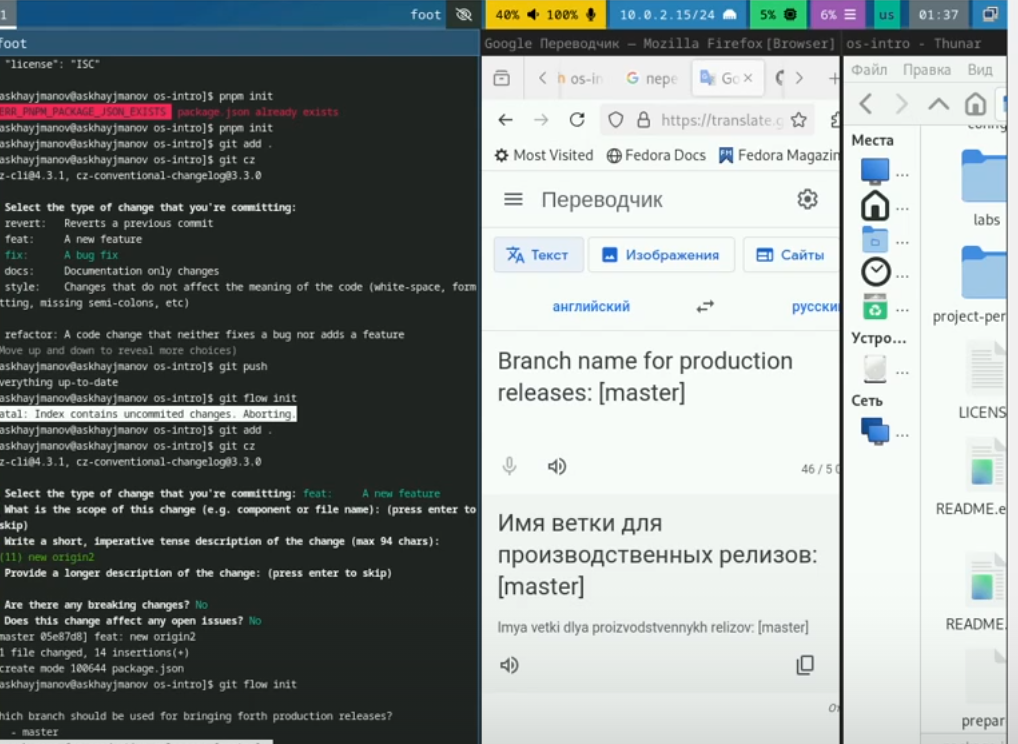 1
foot
40% 100%
10.0.2.15/24
5%
6%
us
01:37
foot
"license": "ISC"
askhayjmanov@askhayjmanov os-intro]$ pnpm init
ERR_PNPM_PACKAGE_JSON_EXISTS package.json already exists
askhayjmanov@askhayjmanov os-intro]$ pnpm init
askhayjmanov@askhayjmanov os-intro]$ git add .
askhayjmanov@askhayjmanov os-intro]$ git cz
z-cli@4.3.1, cz-conventional-changelog@3.3.0
Select the type of change that you're committing:
revert: Reverts a previous commit
feat: A new feature
fix: A bug fix
docs: Documentation only changes
style: Changes that do not affect the meaning of the code (white-space, form
tting, missing semi-colons, etc)
refactor: A code change that neither fixes a bug nor adds a feature
Move up and down to reveal more choices)
askhayjmanov@askhayjmanov os-intro]$ git push
verything up-to-date
askhayjmanov@askhayjmanov os-intro]$ git flow init
atal: Index contains uncommited changes. Aborting.
askhayjmanov@askhayjmanov os-intro]$ git add .
askhayjmanov@askhayjmanov os-intro]$ git cz
z-cli@4.3.1, cz-conventional-changelog@3.3.0
Select the type of change that you're committing: feat: A new feature
What is the scope of this change (e.g. component or file name): (press enter to
skip)
Write a short, imperative tense description of the change (max 94 chars):
(11) new origin2
Provide a longer description of the change: (press enter to skip)
Are there any breaking changes? No
Does this change affect any open issues? No
master 05e87d8] feat: new origin2
1 file changed, 14 insertions(+)
create mode 100644 package.json
askhayjmanov@askhayjmanov os-intro]$ git flow init
hich branch should be used for bringing forth production releases?
- master
Google Переводчик — Mozilla Firefox [Browser]
os-in
G пере
Go
https://translate.g
Most Visited
Fedora Docs
Fedora Magazin
Переводчик
Текст
Изображения
Сайты
английский
русски
Branch name for production
releases: [master]
46 / 5 0
Имя ветки для
производственных релизов:
[master]
Imya vetki dlya proizvodstvennykh relizov: [master]
От
os-intro - Thunar
Файл Правка Вид
Места
...
...
...
...
...
Устро...
...
Сеть
...
config
labs
project-per
LICENS
README.e
README.
prepar